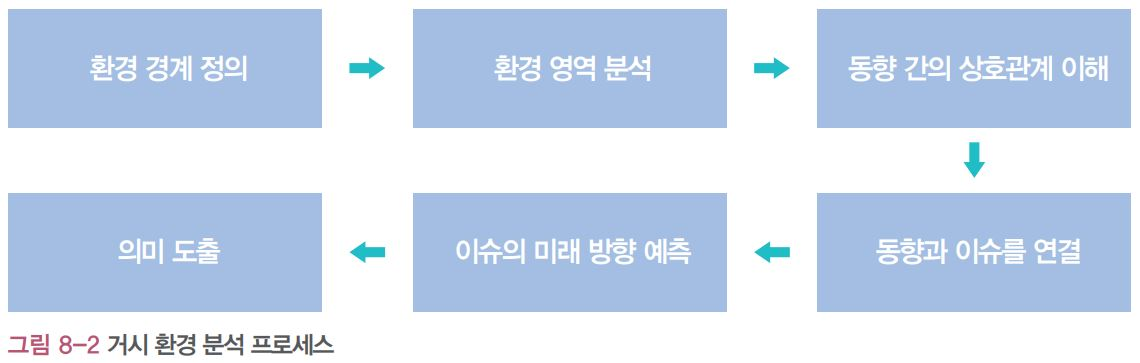 환경 경계 정의
환경 영역 분석
동향 간의 상호관계 이해
동향과 이슈를 연결
이슈의 미래 방향 예측
의미 도출
그림 8-2 거시 환경 분석 프로세스